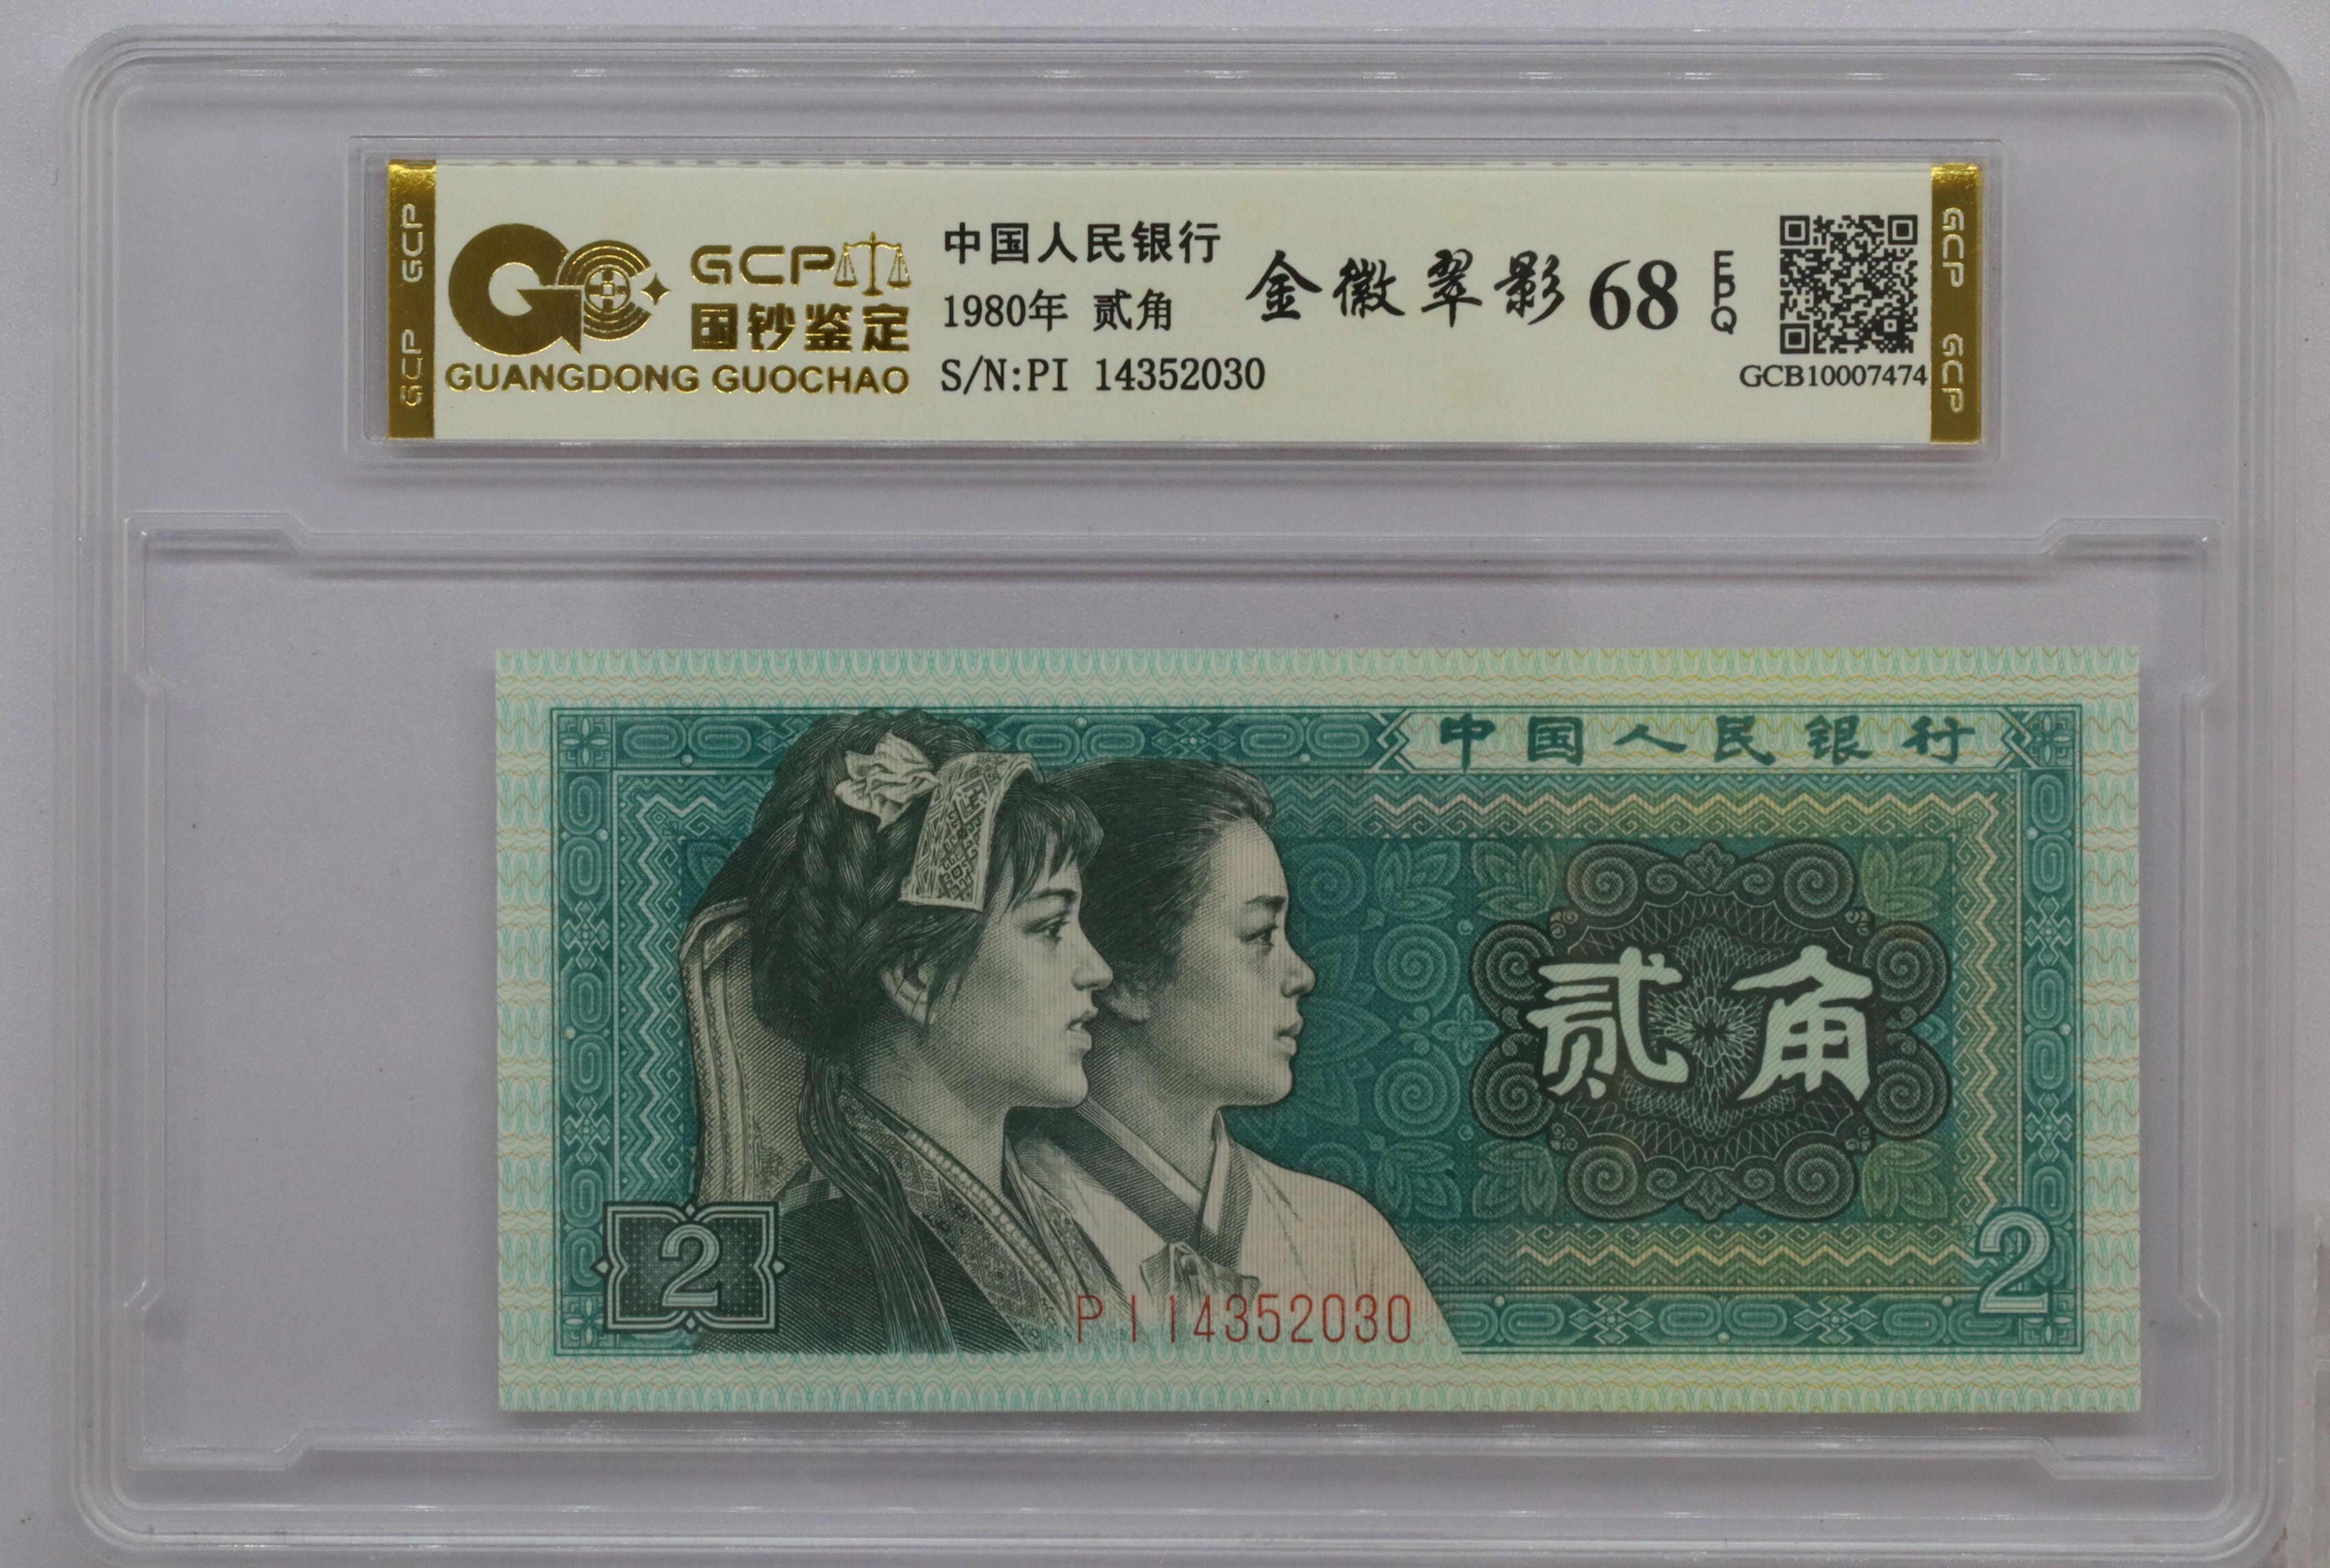 GCP GCP
GCP
国钞鉴定
GUANGDONG GUOCHAO
中国人民银行
1980年 贰角
S/N:PI 14352030
金徽翠影 68 EPQ
GCB10007474
GCP GCP
中国人民银行
贰角
2
2
PI14352030